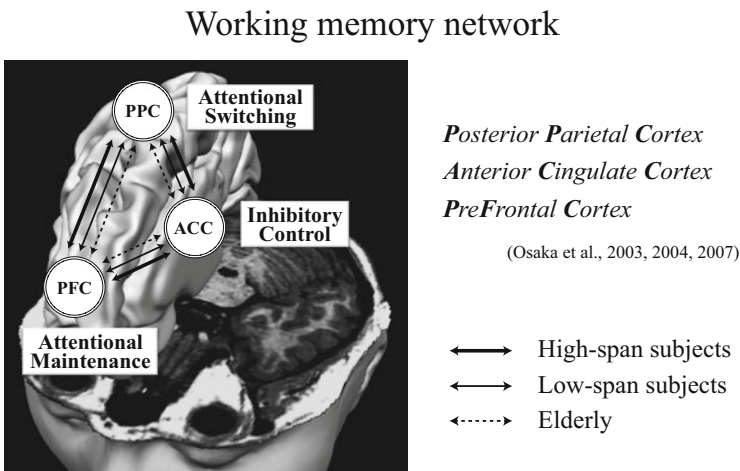 Working memory network
PPC
Attentional
Switching
ACC
Inhibitory
Control
PFC
Attentional
Maintenance
Posterior Parietal Cortex
Anterior Cingulate Cortex
PreFrontal Cortex
(Osaka et al., 2003, 2004, 2007)
High-span subjects
Low-span subjects
Elderly